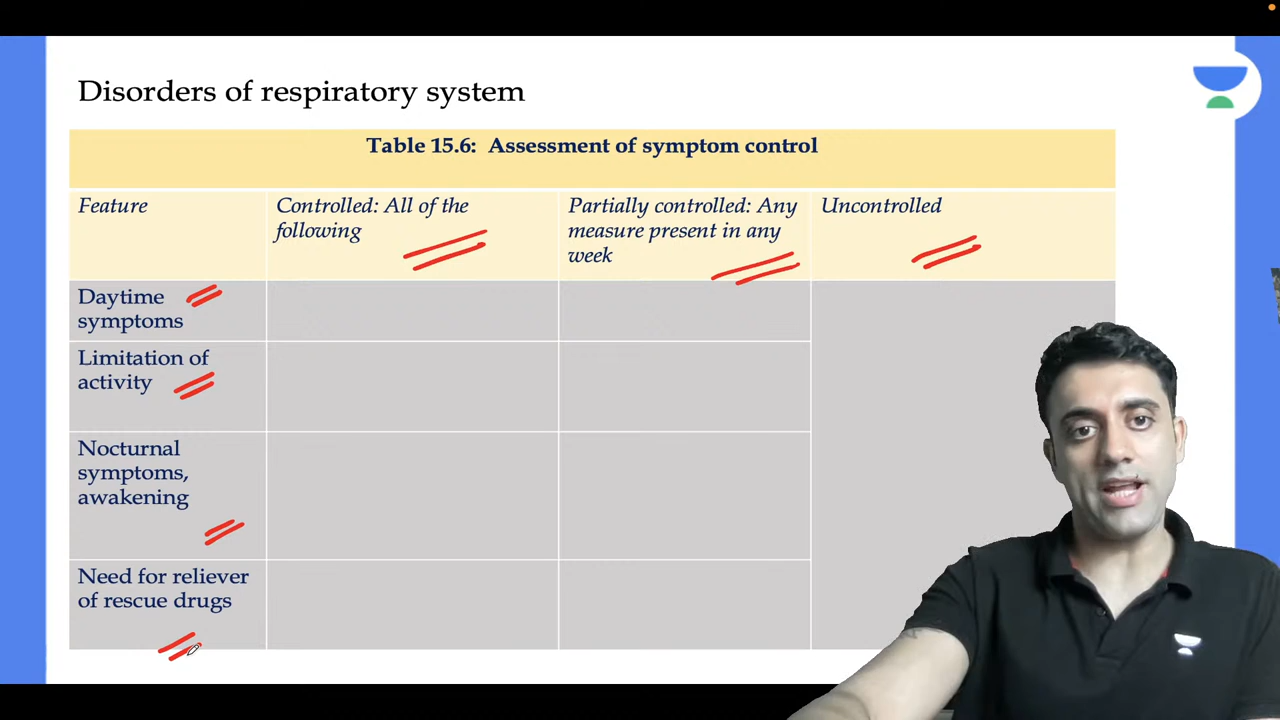 Disorders of respiratory system
Table 15.6: Assessment of symptom control
Feature
Controlled: All of the
following
Partially controlled: Any
measure present in any
week
Uncontrolled
Daytime
symptoms
Limitation of
activity
Nocturnal
symptoms,
awakening
Need for reliever
of rescue drugs